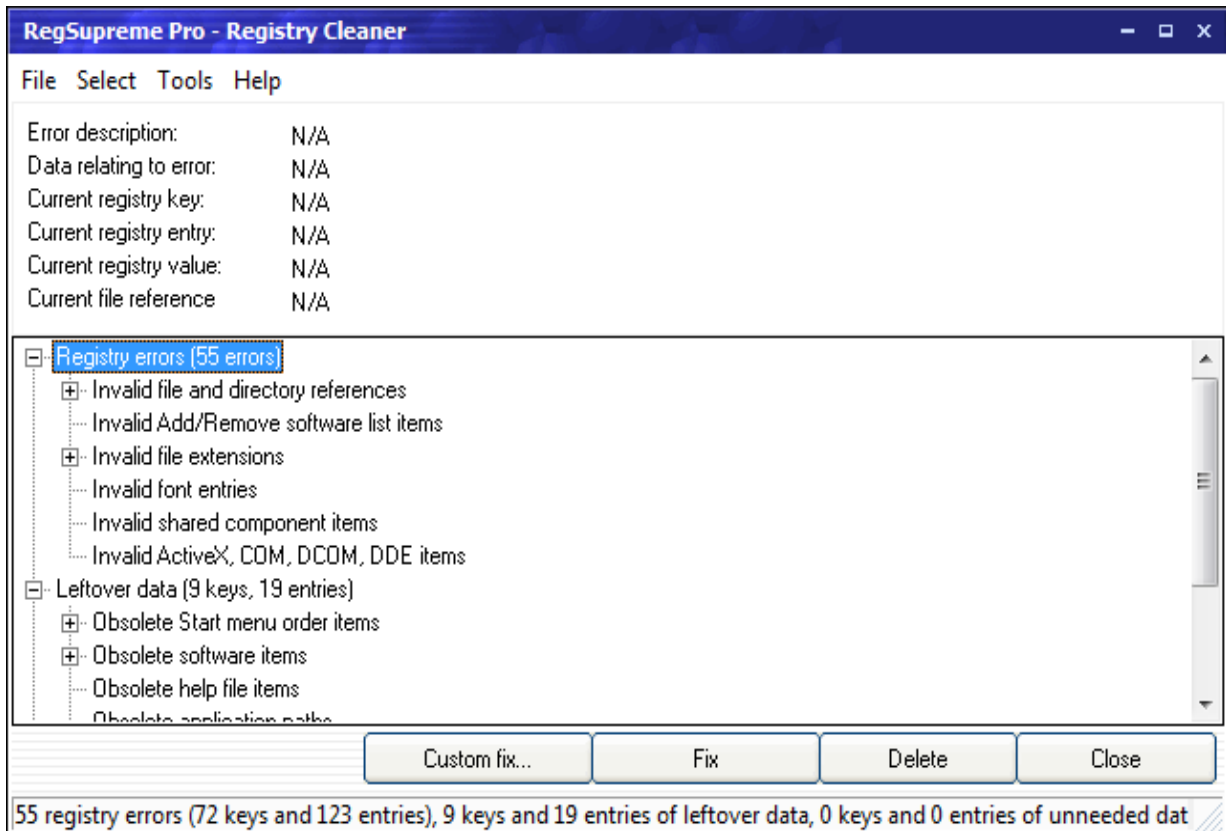 RegSupreme Pro - Registry Cleaner
File Select Tools Help
Error description: N/A
Data relating to error: N/A
Current registry key: N/A
Current registry entry: N/A
Current registry value: N/A
Current file reference N/A
Registry errors (55 errors)
Invalid file and directory references
Invalid Add/Remove software list items
Invalid file extensions
Invalid font entries
Invalid shared component items
Invalid ActiveX, COM, DCOM, DDE items
Leftover data (9 keys, 19 entries)
Obsolete Start menu order items
Obsolete software items
Obsolete help file items
Obsolete application paths
Custom fix... Fix Delete Close
55 registry errors (72 keys and 123 entries), 9 keys and 19 entries of leftover data, 0 keys and 0 entries of unneeded dat